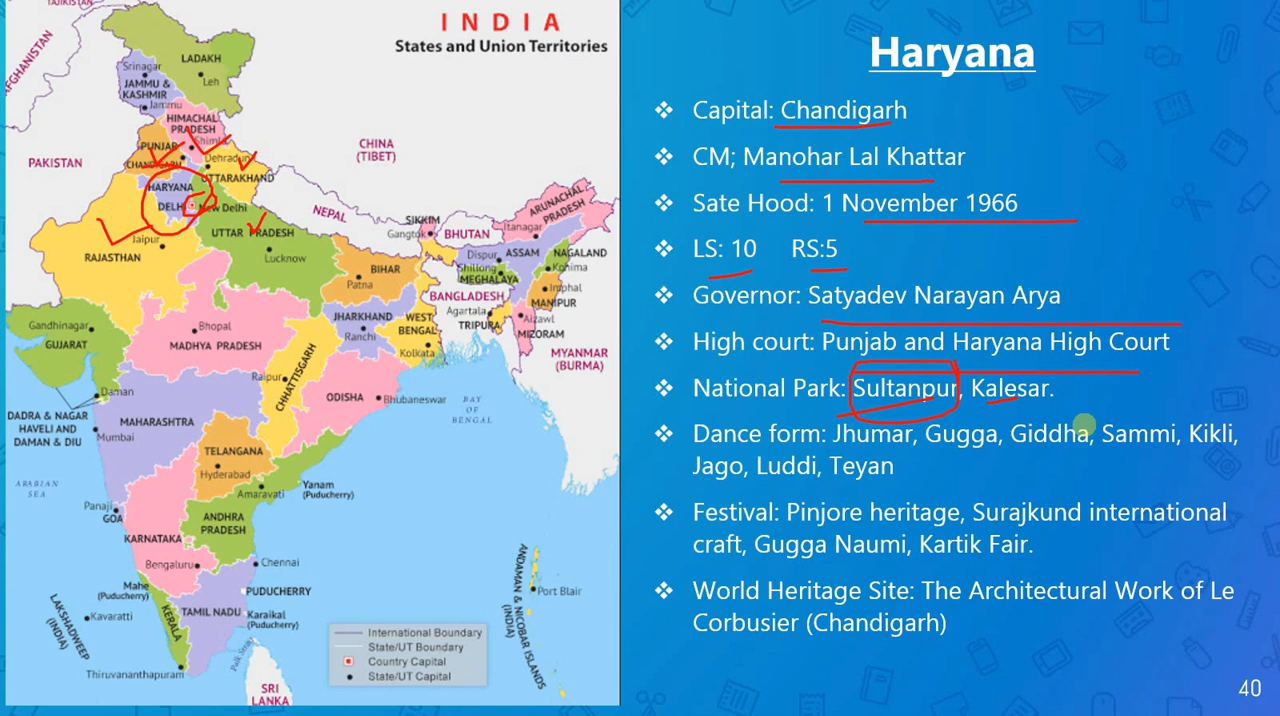 TAJIKISTAN
AFGHANISTAN
INDIA
States and Union Territories
LADAKH
Leh
Srinagar
JAMMU &
KASHMIR
Jammu
HIMACHAL
PRADESH
Shimla
PUNJAB
CHANDIGARH
Dehradun
UTTARAKHAND
PAKISTAN
CHINA
(TIBET)
HARYANA
DELHI
New Delhi
UTTAR PRADESH
Lucknow
NEPAL
SIKKIM
Gangtok
BHUTAN
ARUNACHAL
PRADESH
Itanagar
Jaipur
RAJASTHAN
BIHAR
Patna
Dispur
ASSAM
NAGALAND
Kohima
Shillong
MEGHALAYA
Imphal
MANIPUR
BANGLADESH
Agartala
TRIPURA
Aizawl
MIZORAM
Gandhinagar
GUJARAT
Bhopal
MADHYA PRADESH
JHARKHAND
Ranchi
WEST
BENGAL
Kolkata
MYANMAR
(BURMA)
Daman
DADRA & NAGAR
HAVELI AND
DAMAN & DIU
Raipur
CHHATTISGARH
ODISHA
Bhubaneswar
BAY
OF
BENGAL
MAHARASHTRA
Mumbai
TELANGANA
Hyderabad
ARABIAN
SEA
Amaravati
Yanam
(Puducherry)
Panaji
GOA
ANDHRA
PRADESH
KARNATAKA
Bengaluru
Chennai
Mahe
(Puducherry)
PUDUCHERRY
TAMIL NADU
Karaikal
(Puducherry)
KERALA
LAKSHADWEEP
(INDIA)
Kavaratti
Thiruvananthapuram
Palk Strait
SRI
LANKA
ANDAMAN & NICOBAR ISLANDS
(INDIA)
Port Blair
International Boundary
State/UT Boundary
Country Capital
State/UT Capital
Haryana
❖ Capital: Chandigarh
❖ CM; Manohar Lal Khattar
❖ Sate Hood: 1 November 1966
❖ LS: 10 RS:5
❖ Governor: Satyadev Narayan Arya
❖ High court: Punjab and Haryana High Court
❖ National Park: Sultanpur, Kalesar.
❖ Dance form: Jhumar, Gugga, Giddha, Sammi, Kikli,
Jago, Luddi, Teyan
❖ Festival: Pinjore heritage, Surajkund international
craft, Gugga Naumi, Kartik Fair.
❖ World Heritage Site: The Architectural Work of Le
Corbusier (Chandigarh)
40